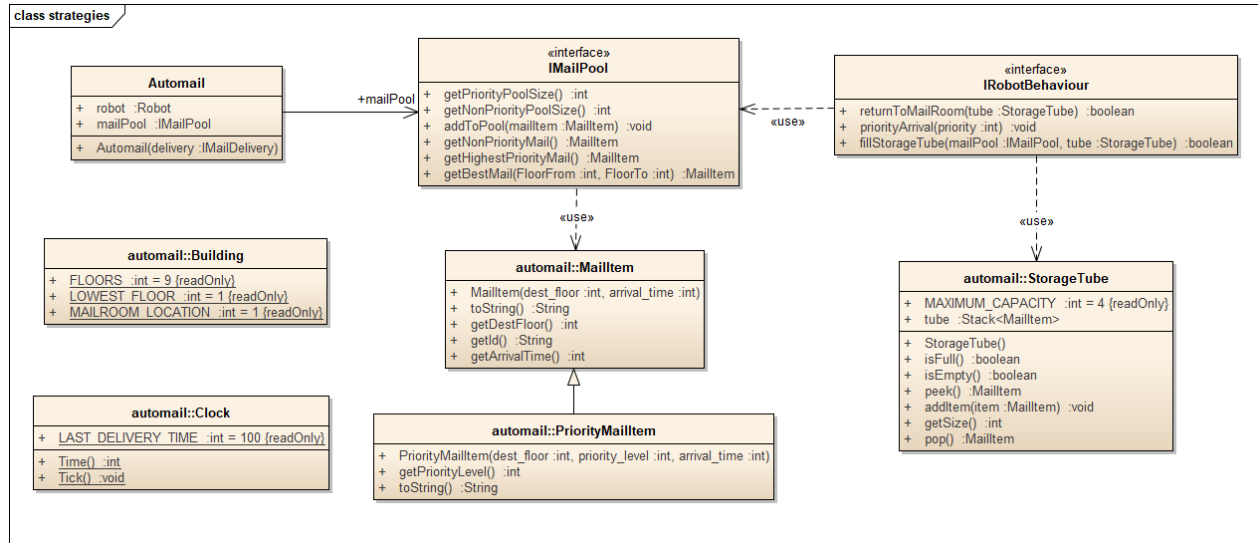 class strategies
Automail
+ robot :Robot
+ mailPool :IMailPool
+ Automail(delivery :IMailDelivery)
+mailPool
«interface»
IMailPool
+ getPriorityPoolSize() :int
+ getNonPriorityPoolSize() :int
+ addToPool(mailItem :MailItem) :void
+ getNonPriorityMail() :MailItem
+ getHighestPriorityMail() :MailItem
+ getBestMail(FloorFrom :int, FloorTo :int) :MailItem
«use»
«interface»
IRobotBehaviour
+ returnToMailRoom(tube :StorageTube) :boolean
+ priorityArrival(priority :int) :void
+ fillStorageTube(mailPool :IMailPool, tube :StorageTube) :boolean
«use»
«use»
automail::Building
+ FLOORS :int = 9 {readOnly}
+ LOWEST_FLOOR :int = 1 {readOnly}
+ MAILROOM_LOCATION :int = 1 {readOnly}
automail::MailItem
+ MailItem(dest_floor :int, arrival_time :int)
+ toString() :String
+ getDestFloor() :int
+ getId() :String
+ getArrivalTime() :int
automail::StorageTube
+ MAXIMUM_CAPACITY :int = 4 {readOnly}
+ tube :Stack<MailItem>
+ StorageTube()
+ isFull() :boolean
+ isEmpty() :boolean
+ peek() :MailItem
+ addItem(item :MailItem) :void
+ getSize() :int
+ pop() :MailItem
automail::Clock
+ LAST_DELIVERY_TIME :int = 100 {readOnly}
+ Time() :int
+ Tick() :void
automail::PriorityMailItem
+ PriorityMailItem(dest_floor :int, priority_level :int, arrival_time :int)
+ getPriorityLevel() :int
+ toString() :String